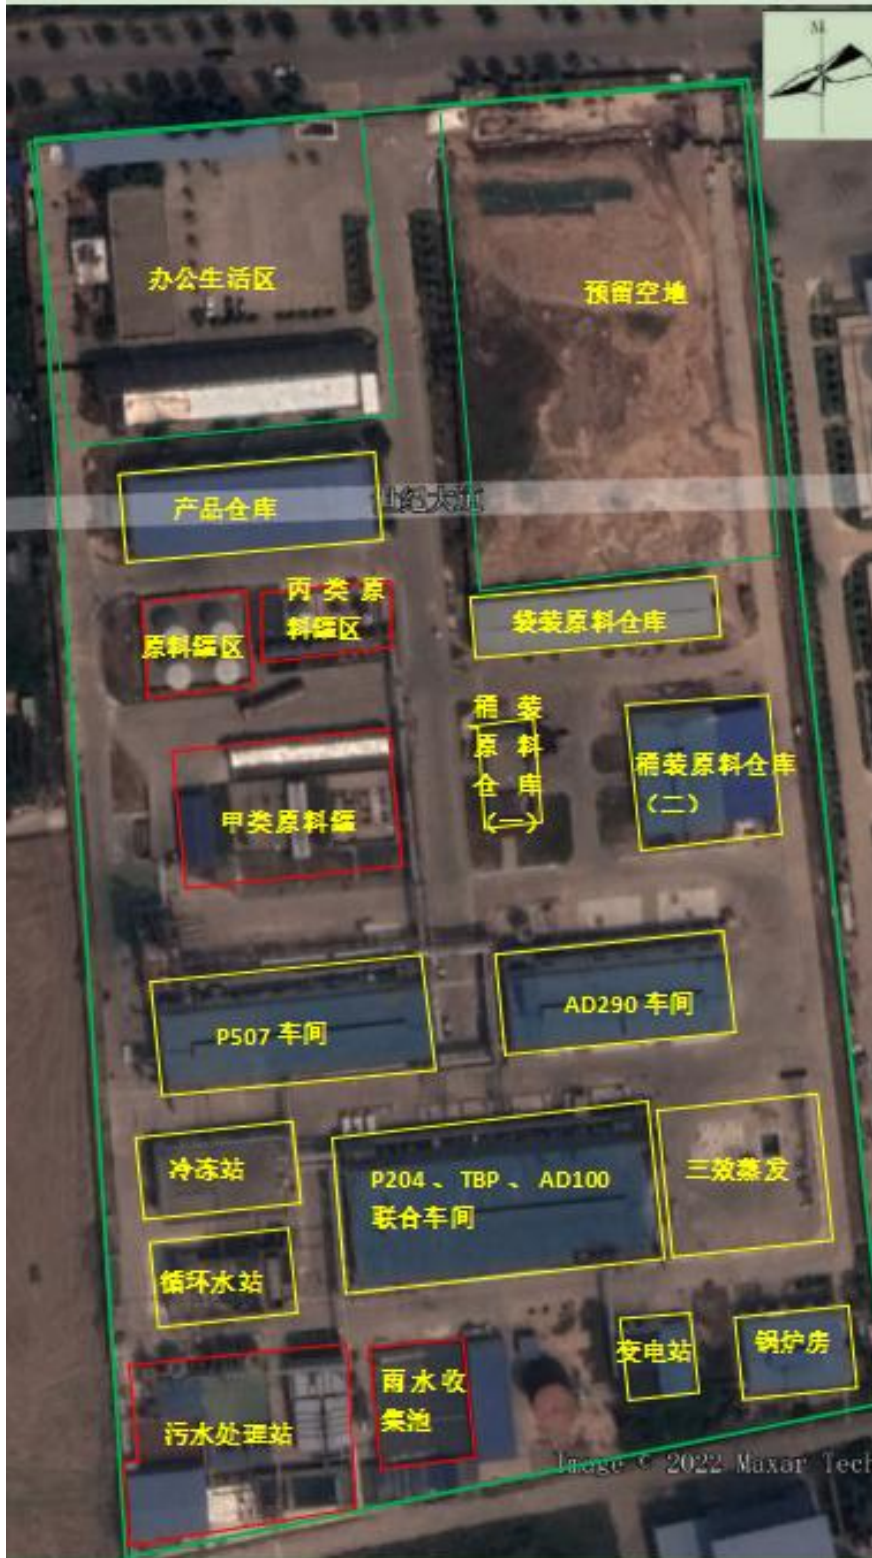 N
办公生活区
预留空地
产品仓库
世纪大道
丙类原
料罐区
原料罐区
袋装原料仓库
桶装
原料
仓库
(一)
桶装原料仓库
(二)
甲类原料罐
AD290 车间
P507 车间
冷冻站
P204 、 TBP 、 AD100
联合车间
三效蒸发
循环水站
变电站
锅炉房
雨水收
集池
污水处理站
Image © 2022 Maxar Tech